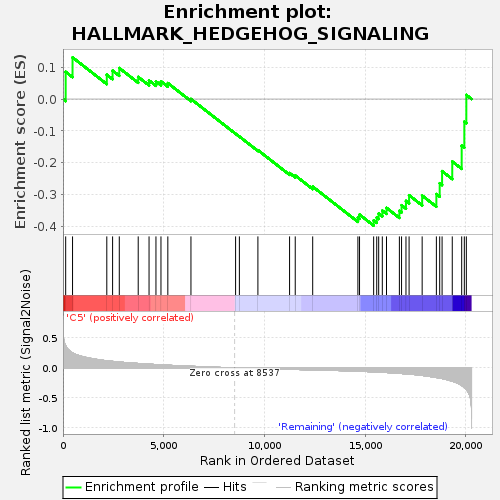 Enrichment plot:
HALLMARK_HEDGEHOG_SIGNALING
Enrichment score (ES)
0.1
0.0
-0.1
-0.2
-0.3
-0.4
'C5' (positively correlated)
Ranked list metric (Signal2Noise)
0.5
0.0
-0.5
-1.0
Zero cross at 8537
'Remaining' (negatively correlated)
0
5,000
10,000
15,000
20,000
Rank in Ordered Dataset
Enrichment profile
Hits
Ranking metric scores